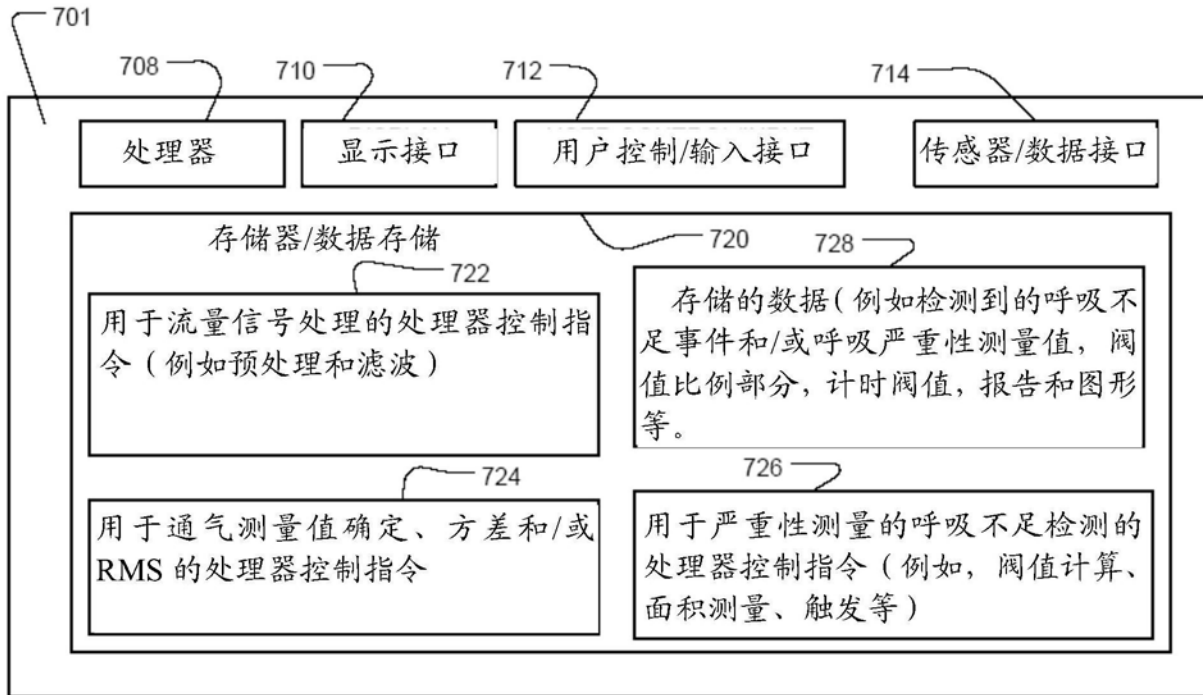 701
708
710
712
714
处理器
显示接口
用户控制/输入接口
传感器/数据接口
存储器/数据存储
720
722
用于流量信号处理的处理器控制指
令（例如预处理和滤波）
728
存储的数据(例如检测到的呼吸不
足事件和/或呼吸严重性测量值，阀
值比例部分，计时阀值，报告和图形
等。
724
用于通气测量值确定、方差和/或
RMS 的处理器控制指令
726
用于严重性测量的呼吸不足检测的
处理器控制指令（例如，阀值计算、
面积测量、触发等）